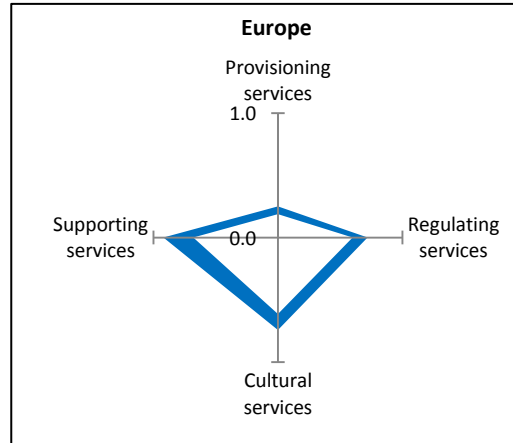 Europe
Provisioning
services
1.0
Supporting
services
0.0
Regulating
services
Cultural
services